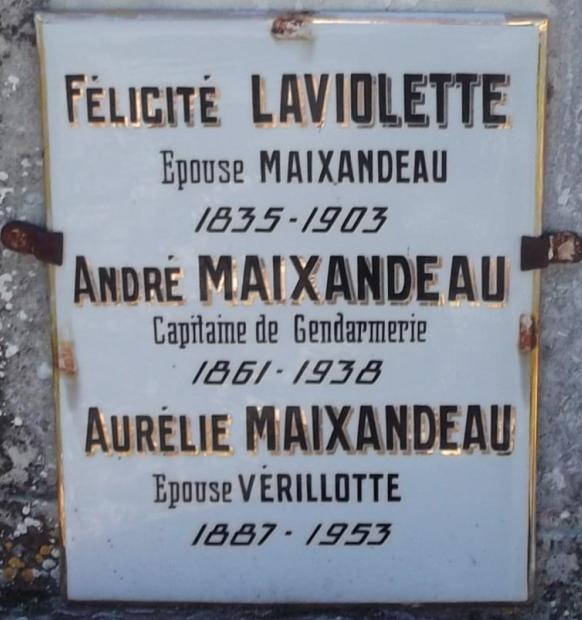 FÉLICITÉ LAVIOLETTE
Epouse MAIXANDEAU
1835-1903
ANDRÉ MAIXANDEAU
Capitaine de Gendarmerie
1861-1938
AURÉLIE MAIXANDEAU
Epouse VÉRILLOTTE
1887-1953